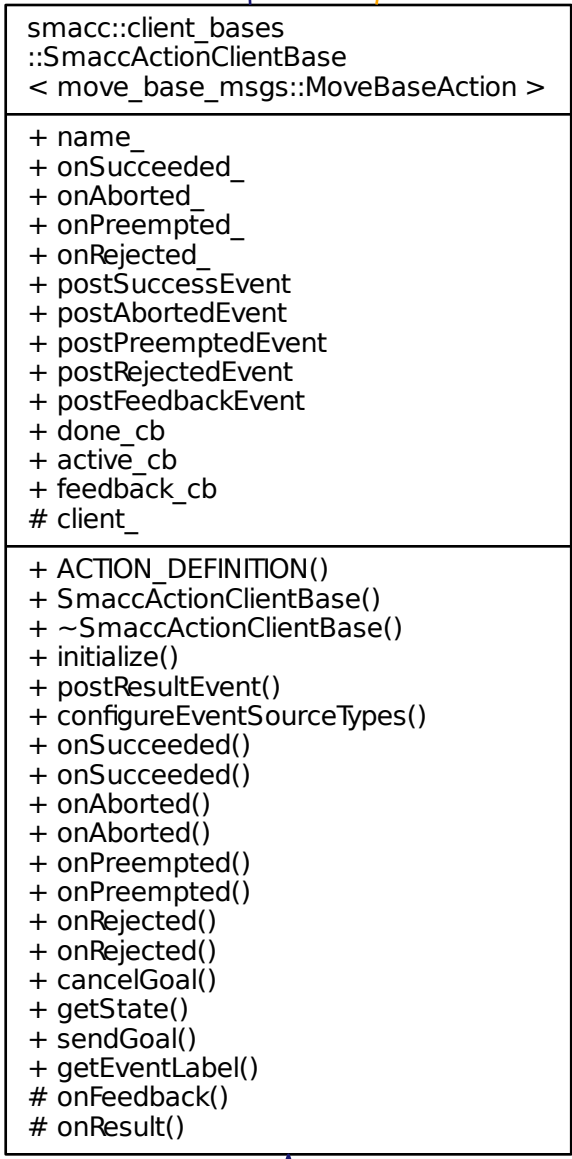 smacc::client_bases
::SmaccActionClientBase
< move_base_msgs::MoveBaseAction >
+ name_
+ onSucceeded_
+ onAborted_
+ onPreempted_
+ onRejected_
+ postSuccessEvent
+ postAbortedEvent
+ postPreemptedEvent
+ postRejectedEvent
+ postFeedbackEvent
+ done_cb
+ active_cb
+ feedback_cb
# client_
+ ACTION_DEFINITION()
+ SmaccActionClientBase()
+ ~SmaccActionClientBase()
+ initialize()
+ postResultEvent()
+ configureEventSourceTypes()
+ onSucceeded()
+ onSucceeded()
+ onAborted()
+ onAborted()
+ onPreempted()
+ onPreempted()
+ onRejected()
+ onRejected()
+ cancelGoal()
+ getState()
+ sendGoal()
+ getEventLabel()
# onFeedback()
# onResult()